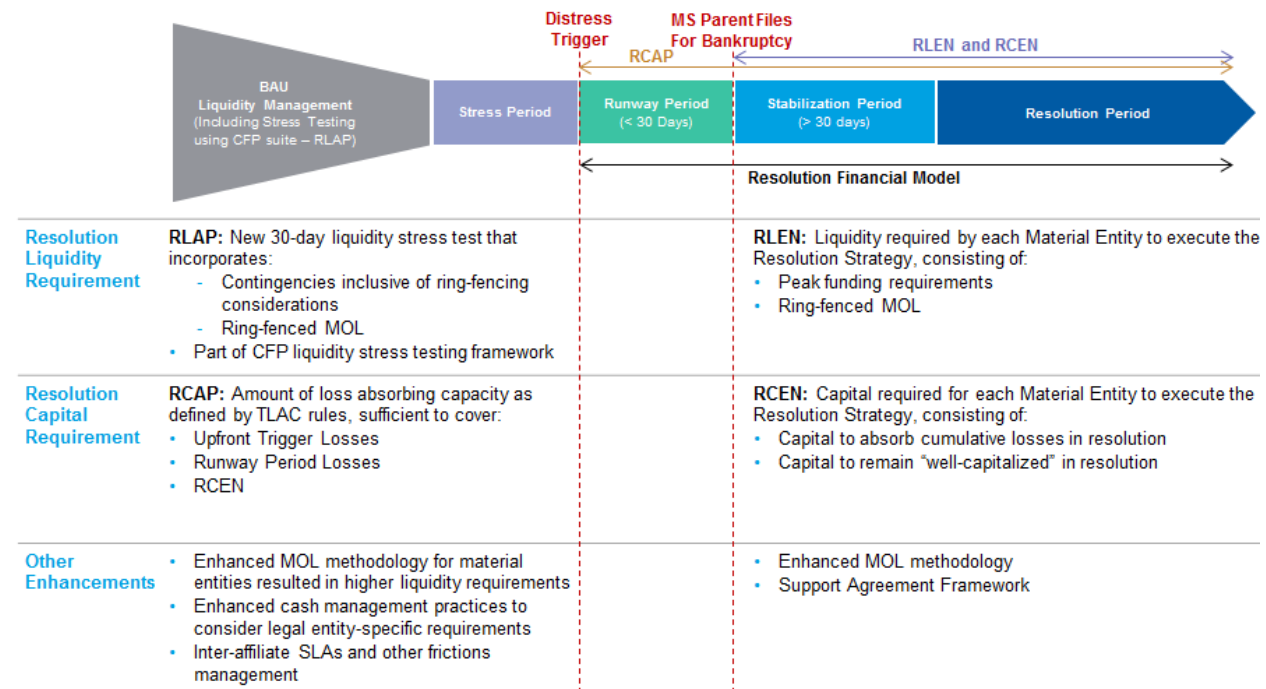 Distress
Trigger
MS Parent Files
For Bankruptcy
RCAP
RLEN and RCEN
BAU
Liquidity Management
(Including Stress Testing
using CFP suite – RLAP)
Stress Period
Runway Period
(< 30 Days)
Stabilization Period
(> 30 days)
Resolution Period
Resolution Financial Model
Resolution
Liquidity
Requirement
RLAP: New 30-day liquidity stress test that
incorporates:
- Contingencies inclusive of ring-fencing
considerations
- Ring-fenced MOL
• Part of CFP liquidity stress testing framework
RLEN: Liquidity required by each Material Entity to execute the
Resolution Strategy, consisting of:
• Peak funding requirements
• Ring-fenced MOL
Resolution
Capital
Requirement
RCAP: Amount of loss absorbing capacity as
defined by TLAC rules, sufficient to cover:
• Upfront Trigger Losses
• Runway Period Losses
• RCEN
RCEN: Capital required for each Material Entity to execute the
Resolution Strategy, consisting of:
• Capital to absorb cumulative losses in resolution
• Capital to remain “well-capitalized” in resolution
Other
Enhancements
• Enhanced MOL methodology for material
entities resulted in higher liquidity requirements
• Enhanced cash management practices to
consider legal entity-specific requirements
• Inter-affiliate SLAs and other frictions
management
• Enhanced MOL methodology
• Support Agreement Framework